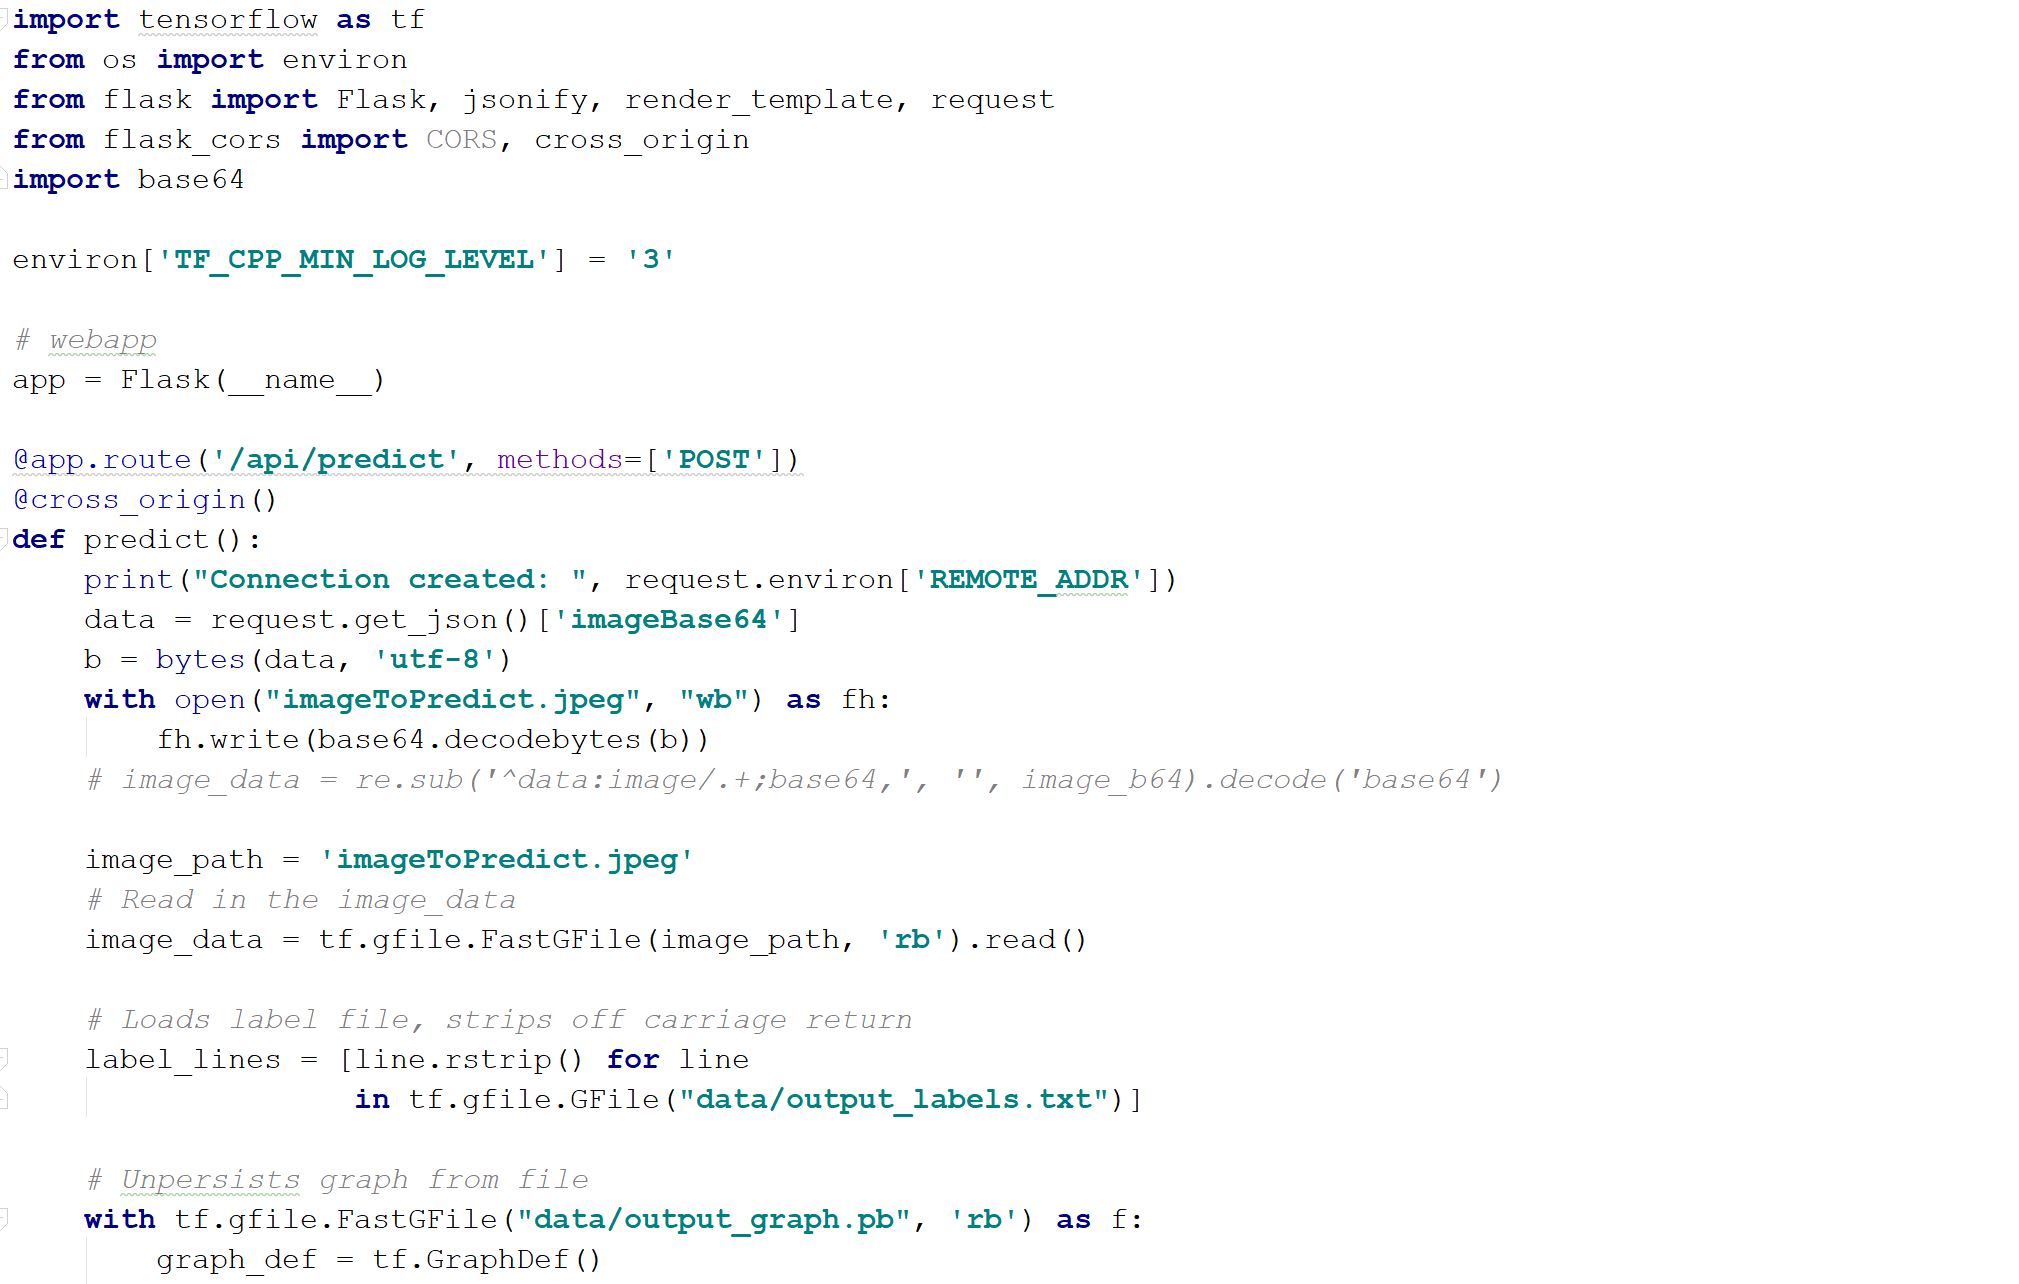 import tensorflow as tf
from os import environ
from flask import Flask, jsonify, render_template, request
from flask_cors import CORS, cross_origin
import base64

environ['TF_CPP_MIN_LOG_LEVEL'] = '3'

# webapp
app = Flask(__name__)

@app.route('/api/predict', methods=['POST'])
@cross_origin()
def predict():
    print("Connection created: ", request.environ['REMOTE_ADDR'])
    data = request.get_json()['imageBase64']
    b = bytes(data, 'utf-8')
    with open("imageToPredict.jpeg", "wb") as fh:
        fh.write(base64.decodebytes(b))
    # image_data = re.sub('^data:image/.+;base64,', '', image_b64).decode('base64')

    image_path = 'imageToPredict.jpeg'
    # Read in the image_data
    image_data = tf.gfile.FastGFile(image_path, 'rb').read()

    # Loads label file, strips off carriage return
    label_lines = [line.rstrip() for line
                   in tf.gfile.GFile("data/output_labels.txt")]

    # Unpersists graph from file
    with tf.gfile.FastGFile("data/output_graph.pb", 'rb') as f:
        graph_def = tf.GraphDef()